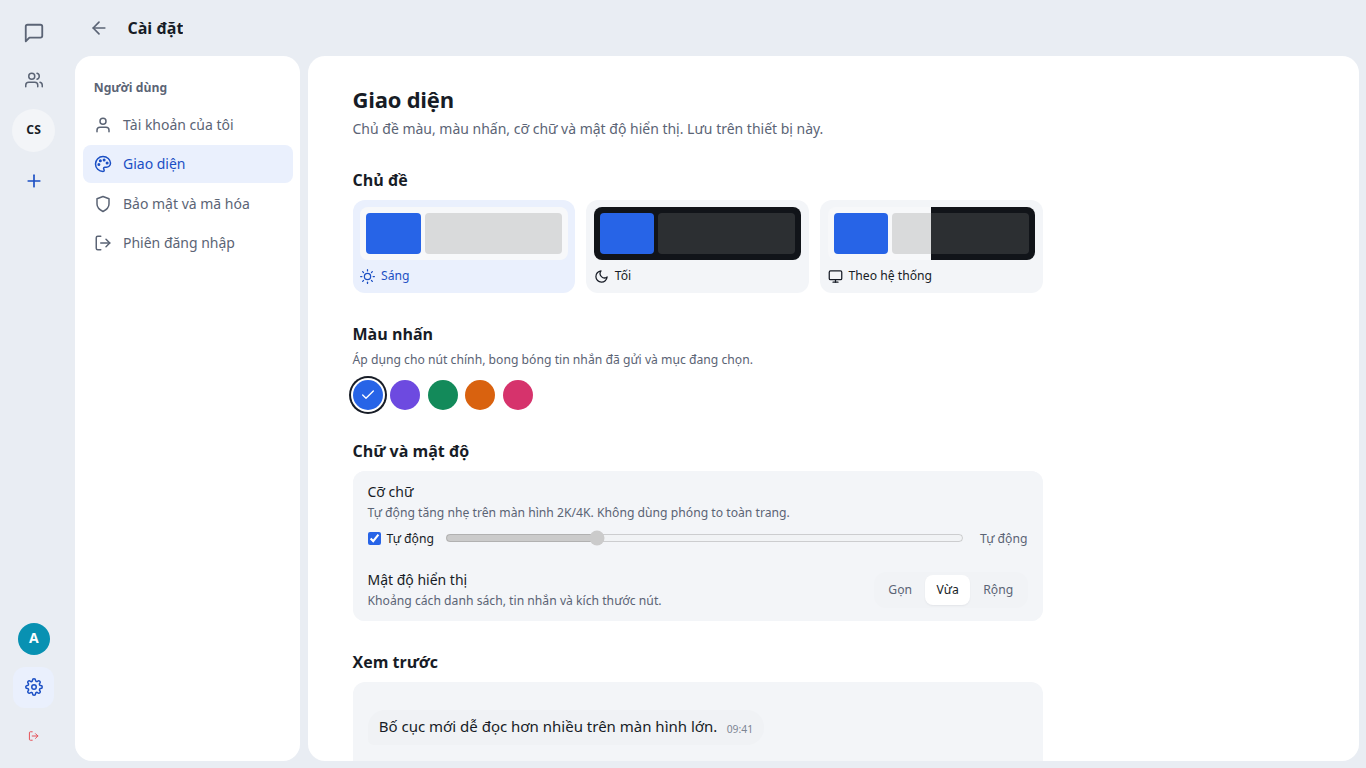 Cài đặt
CS
A
Người dùng
Tài khoản của tôi
Giao diện
Bảo mật và mã hóa
Phiên đăng nhập
Giao diện
Chủ đề màu, màu nhấn, cỡ chữ và mật độ hiển thị. Lưu trên thiết bị này.
Chủ đề
Sáng
Tối
Theo hệ thống
Màu nhấn
Áp dụng cho nút chính, bong bóng tin nhắn đã gửi và mục đang chọn.
Chữ và mật độ
Cỡ chữ
Tự động tăng nhẹ trên màn hình 2K/4K. Không dùng phóng to toàn trang.
Tự động Tự động
Mật độ hiển thị
Khoảng cách danh sách, tin nhắn và kích thước nút.
Gọn Vừa Rộng
Xem trước
Bố cục mới dễ đọc hơn nhiều trên màn hình lớn. 09:41